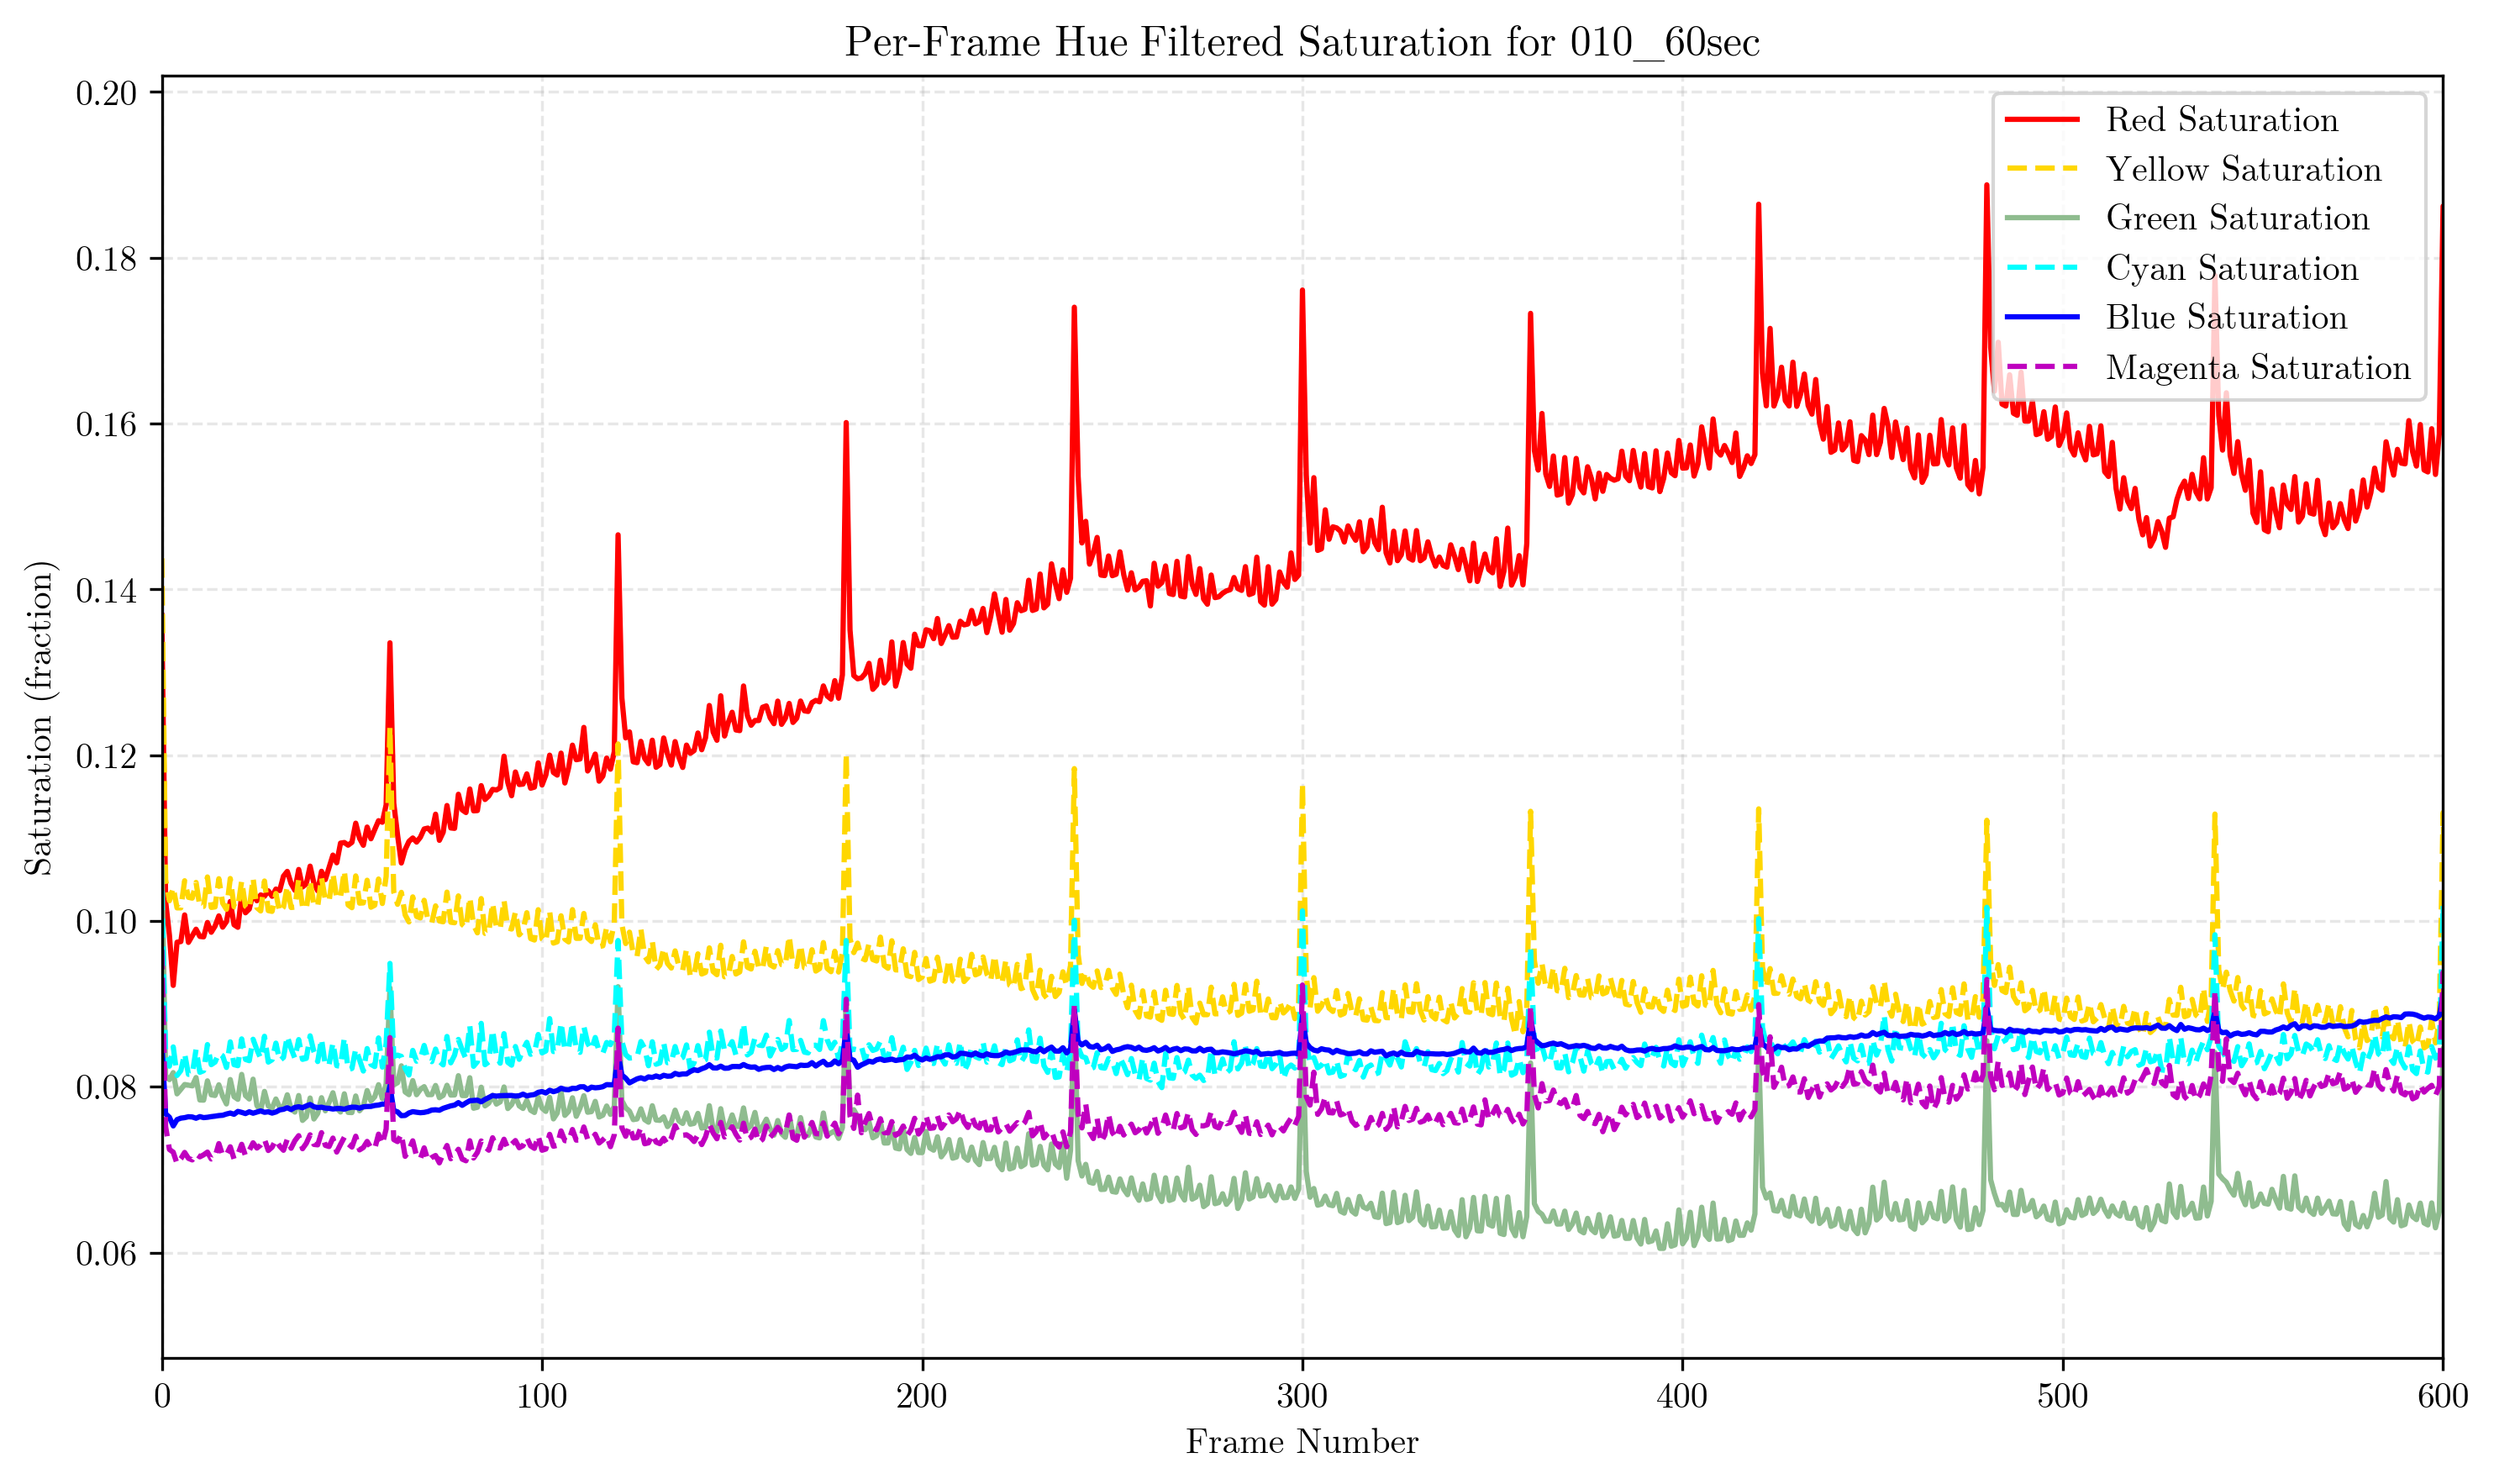 Per-Frame Hue Filtered Saturation for 010_60sec
0.20
0.18
0.16
0.14
0.12
0.10
0.08
0.06
Saturation (fraction)
Red Saturation
Yellow Saturation
Green Saturation
Cyan Saturation
Blue Saturation
Magenta Saturation
0 100 200 300 400 500 600
Frame Number